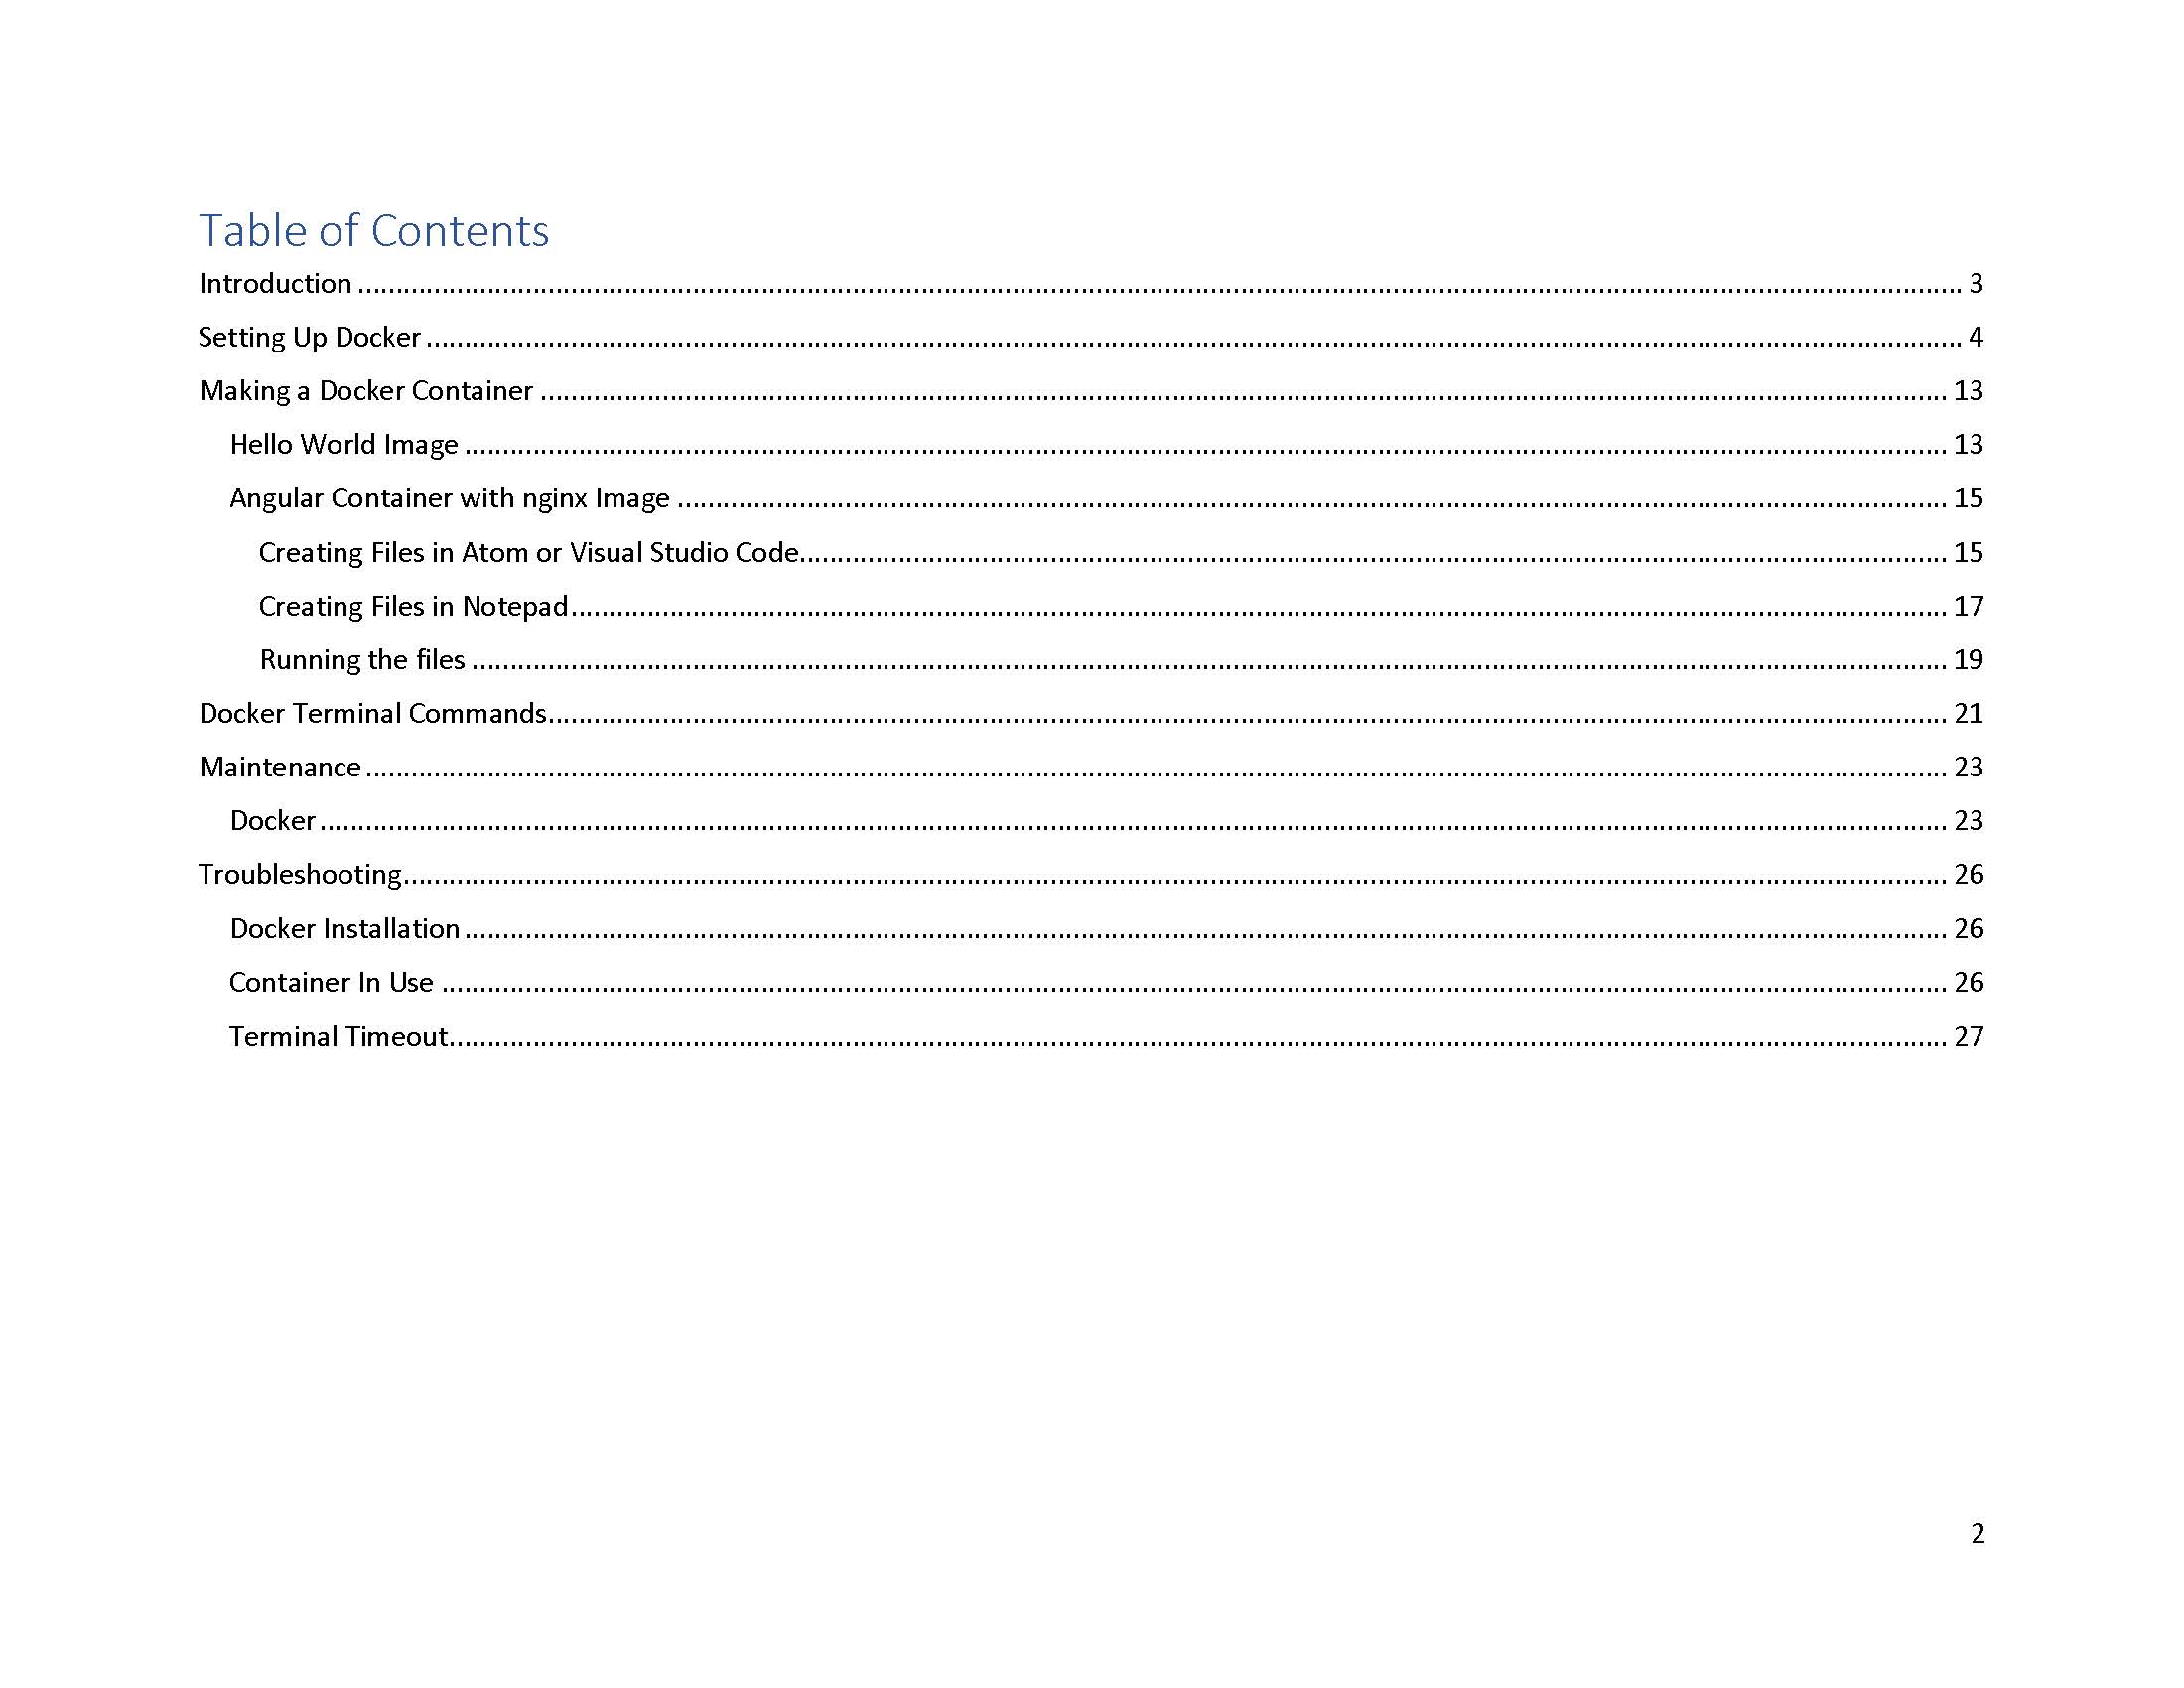 Table of Contents
Introduction ........ 3
Setting Up Docker ........ 4
Making a Docker Container ........ 13
Hello World Image ........ 13
Angular Container with nginx Image ........ 15
Creating Files in Atom or Visual Studio Code ........ 15
Creating Files in Notepad ........ 17
Running the files ........ 19
Docker Terminal Commands ........ 21
Maintenance ........ 23
Docker ........ 23
Troubleshooting ........ 26
Docker Installation ........ 26
Container In Use ........ 26
Terminal Timeout ........ 27
2